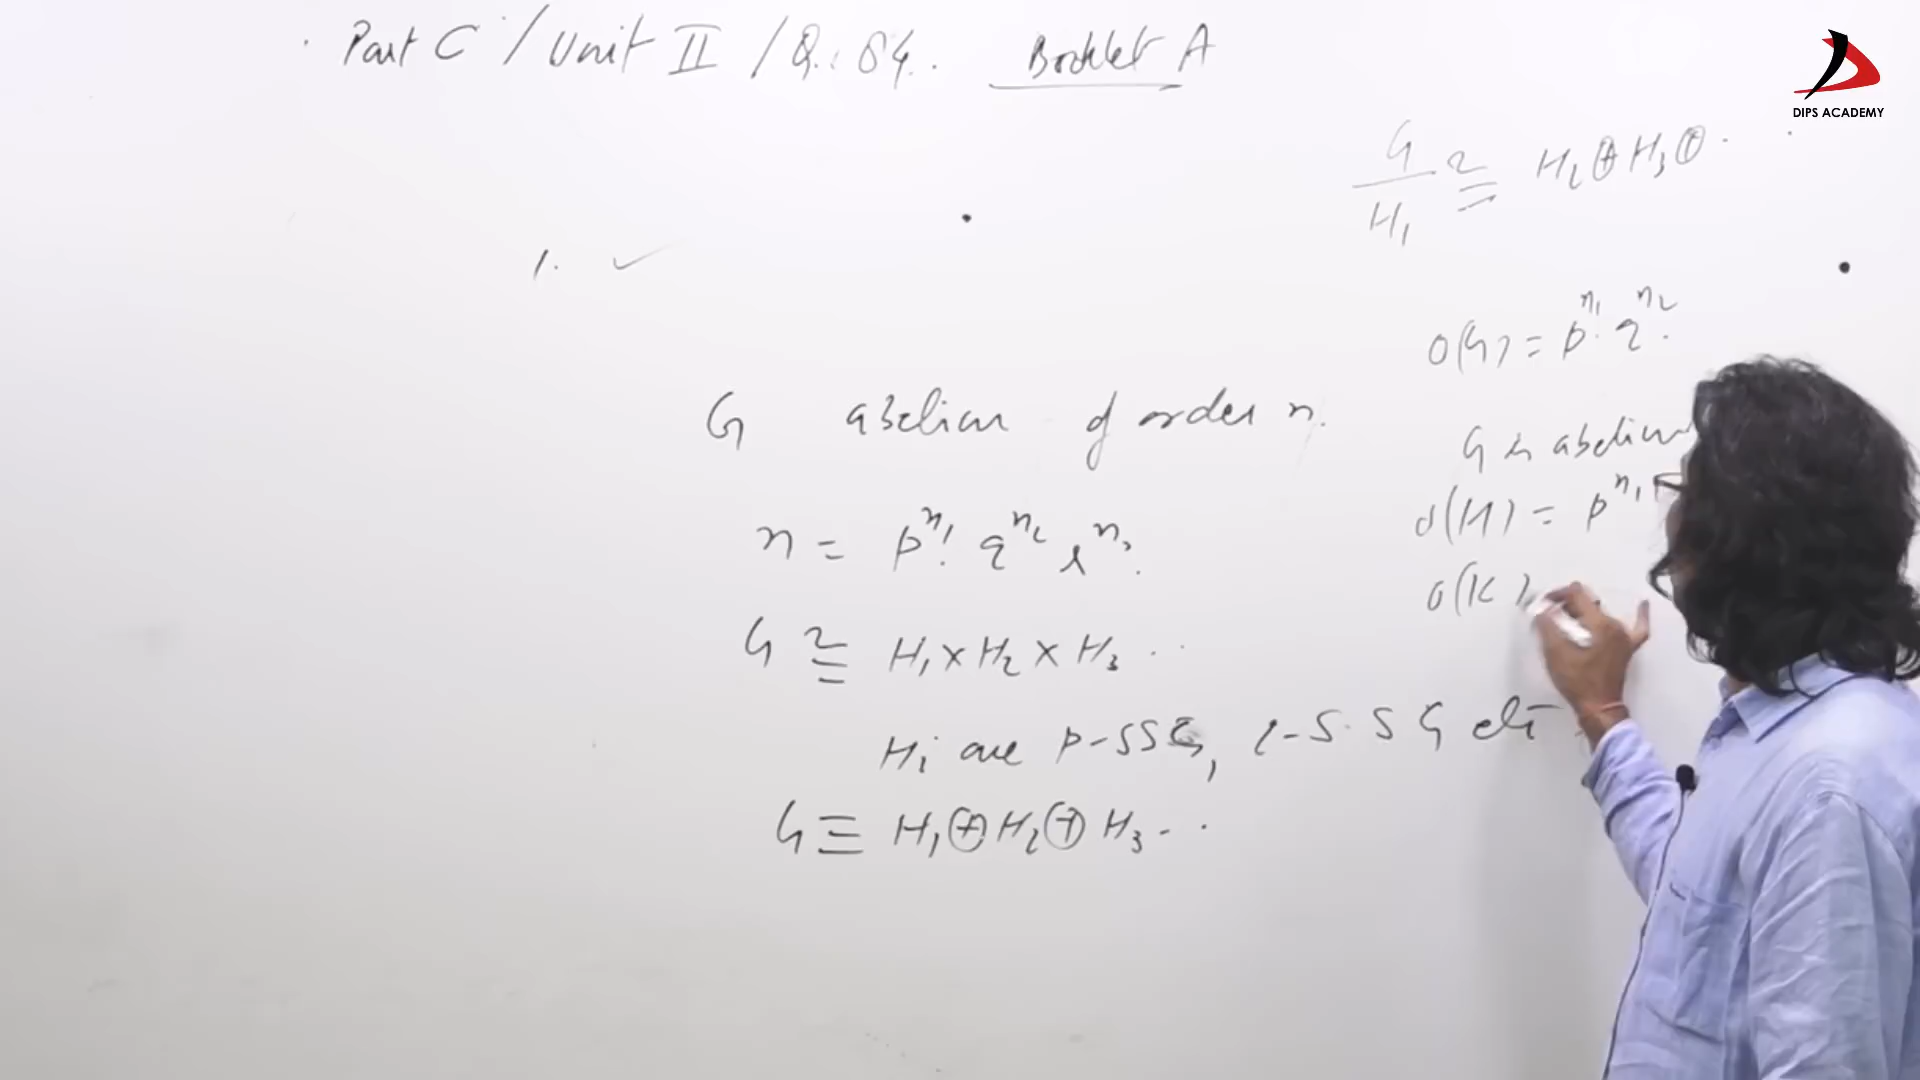 Part C / Unit II / Q. 84. Booklet A
DIPS ACADEMY
G/H₁ ≅ H₂ ⊕ H₃ ⊕ . .
1. ✓
O(G) = p^n₁ . q^n₂ .
G abelian of order n.
G is abelian
n = p^n₁ . q^n₂ r^n₃ .
O(H) = p^n₁
O(K)
G ≅ H₁ × H₂ × H₃ . .
Hi are p-SSG, q-S.SG etc
G ≡ H₁ ⊕ H₂ ⊕ H₃ - .